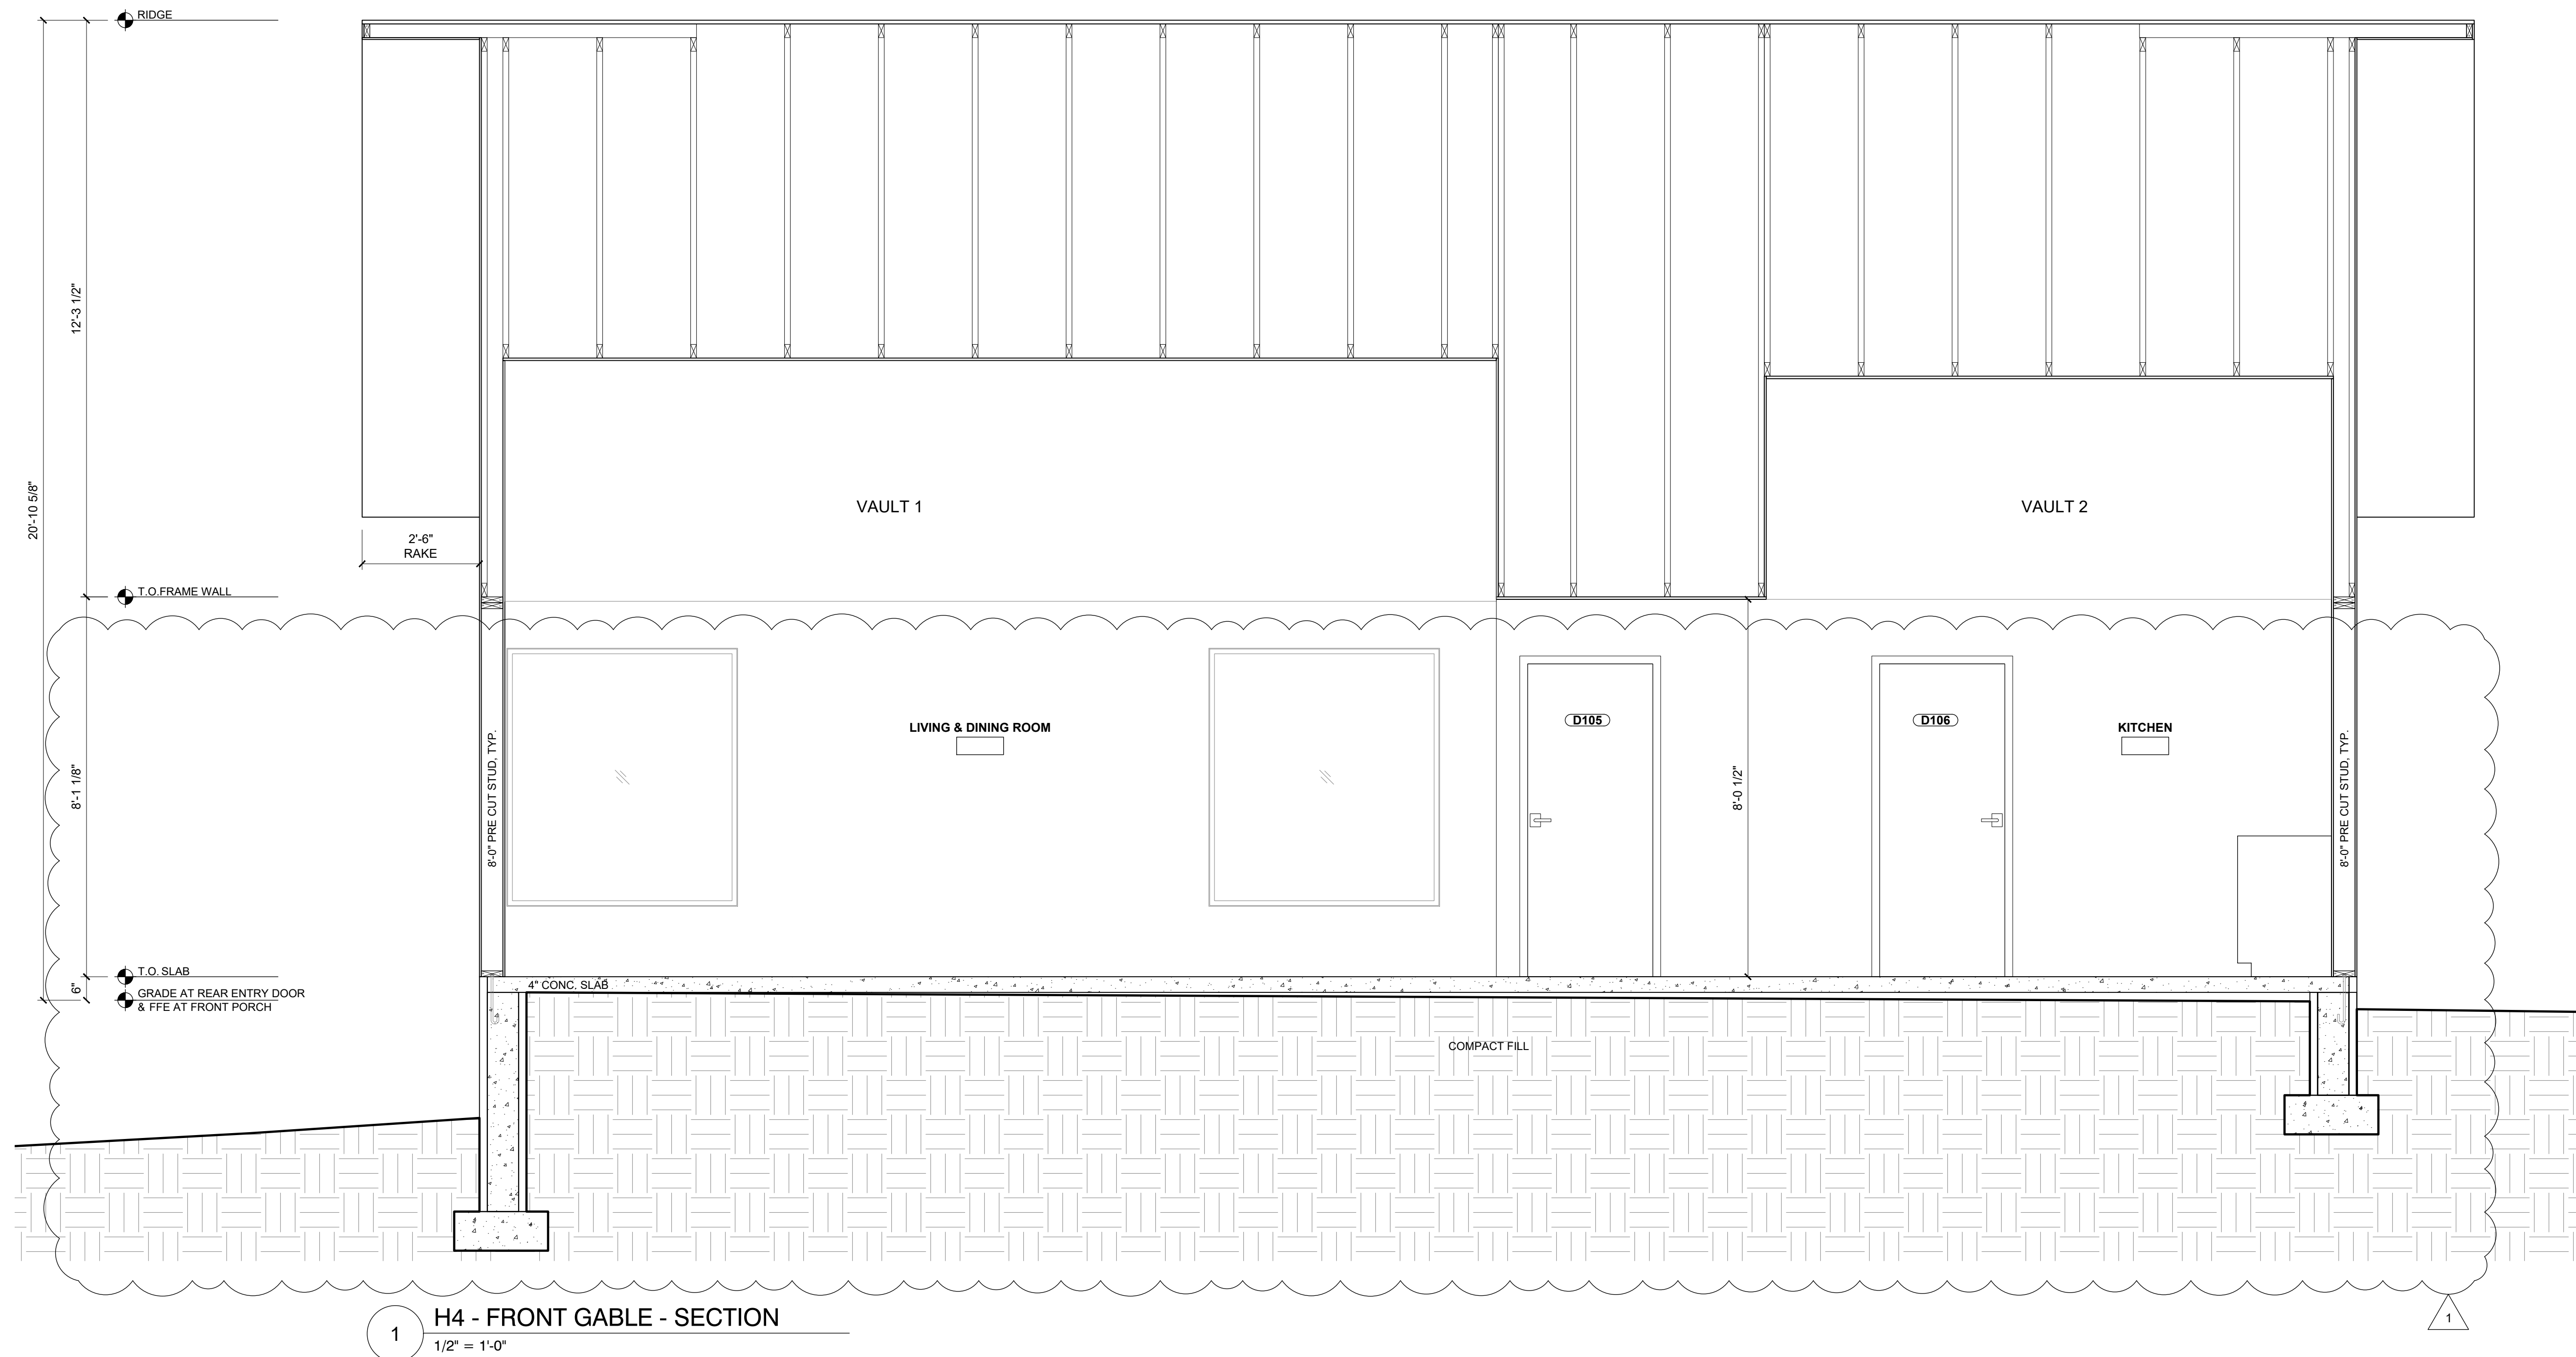 RIDGE
12'-3 1/2"
20'-10 5/8"
VAULT 1
VAULT 2
2'-6"
RAKE
T.O.FRAME WALL
8'-1 1/8"
8'-0" PRE CUT STUD, TYP.
LIVING & DINING ROOM
D105
8'-0 1/2"
D106
KITCHEN
8'-0" PRE CUT STUD, TYP.
T.O. SLAB
6"
GRADE AT REAR ENTRY DOOR
& FFE AT FRONT PORCH
4" CONC. SLAB
COMPACT FILL
1
H4 - FRONT GABLE - SECTION
1/2" = 1'-0"
1